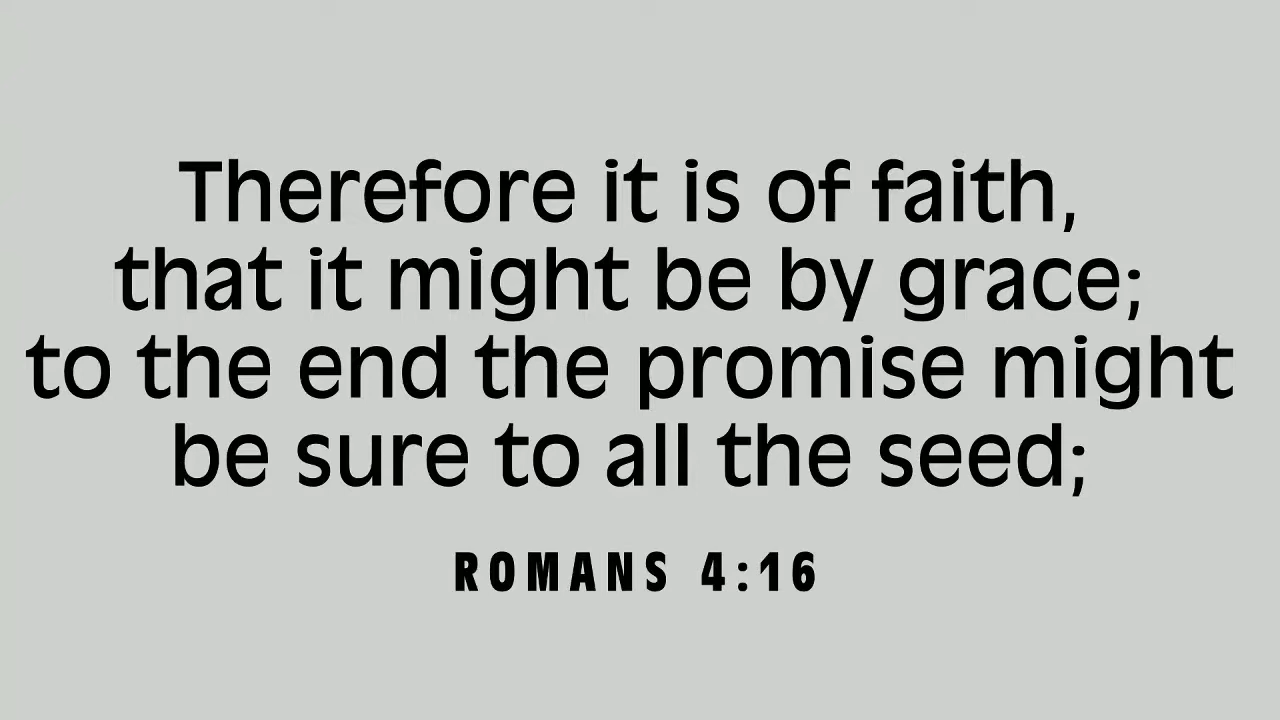 Therefore it is of faith,
that it might be by grace;
to the end the promise might
be sure to all the seed;
ROMANS 4:16